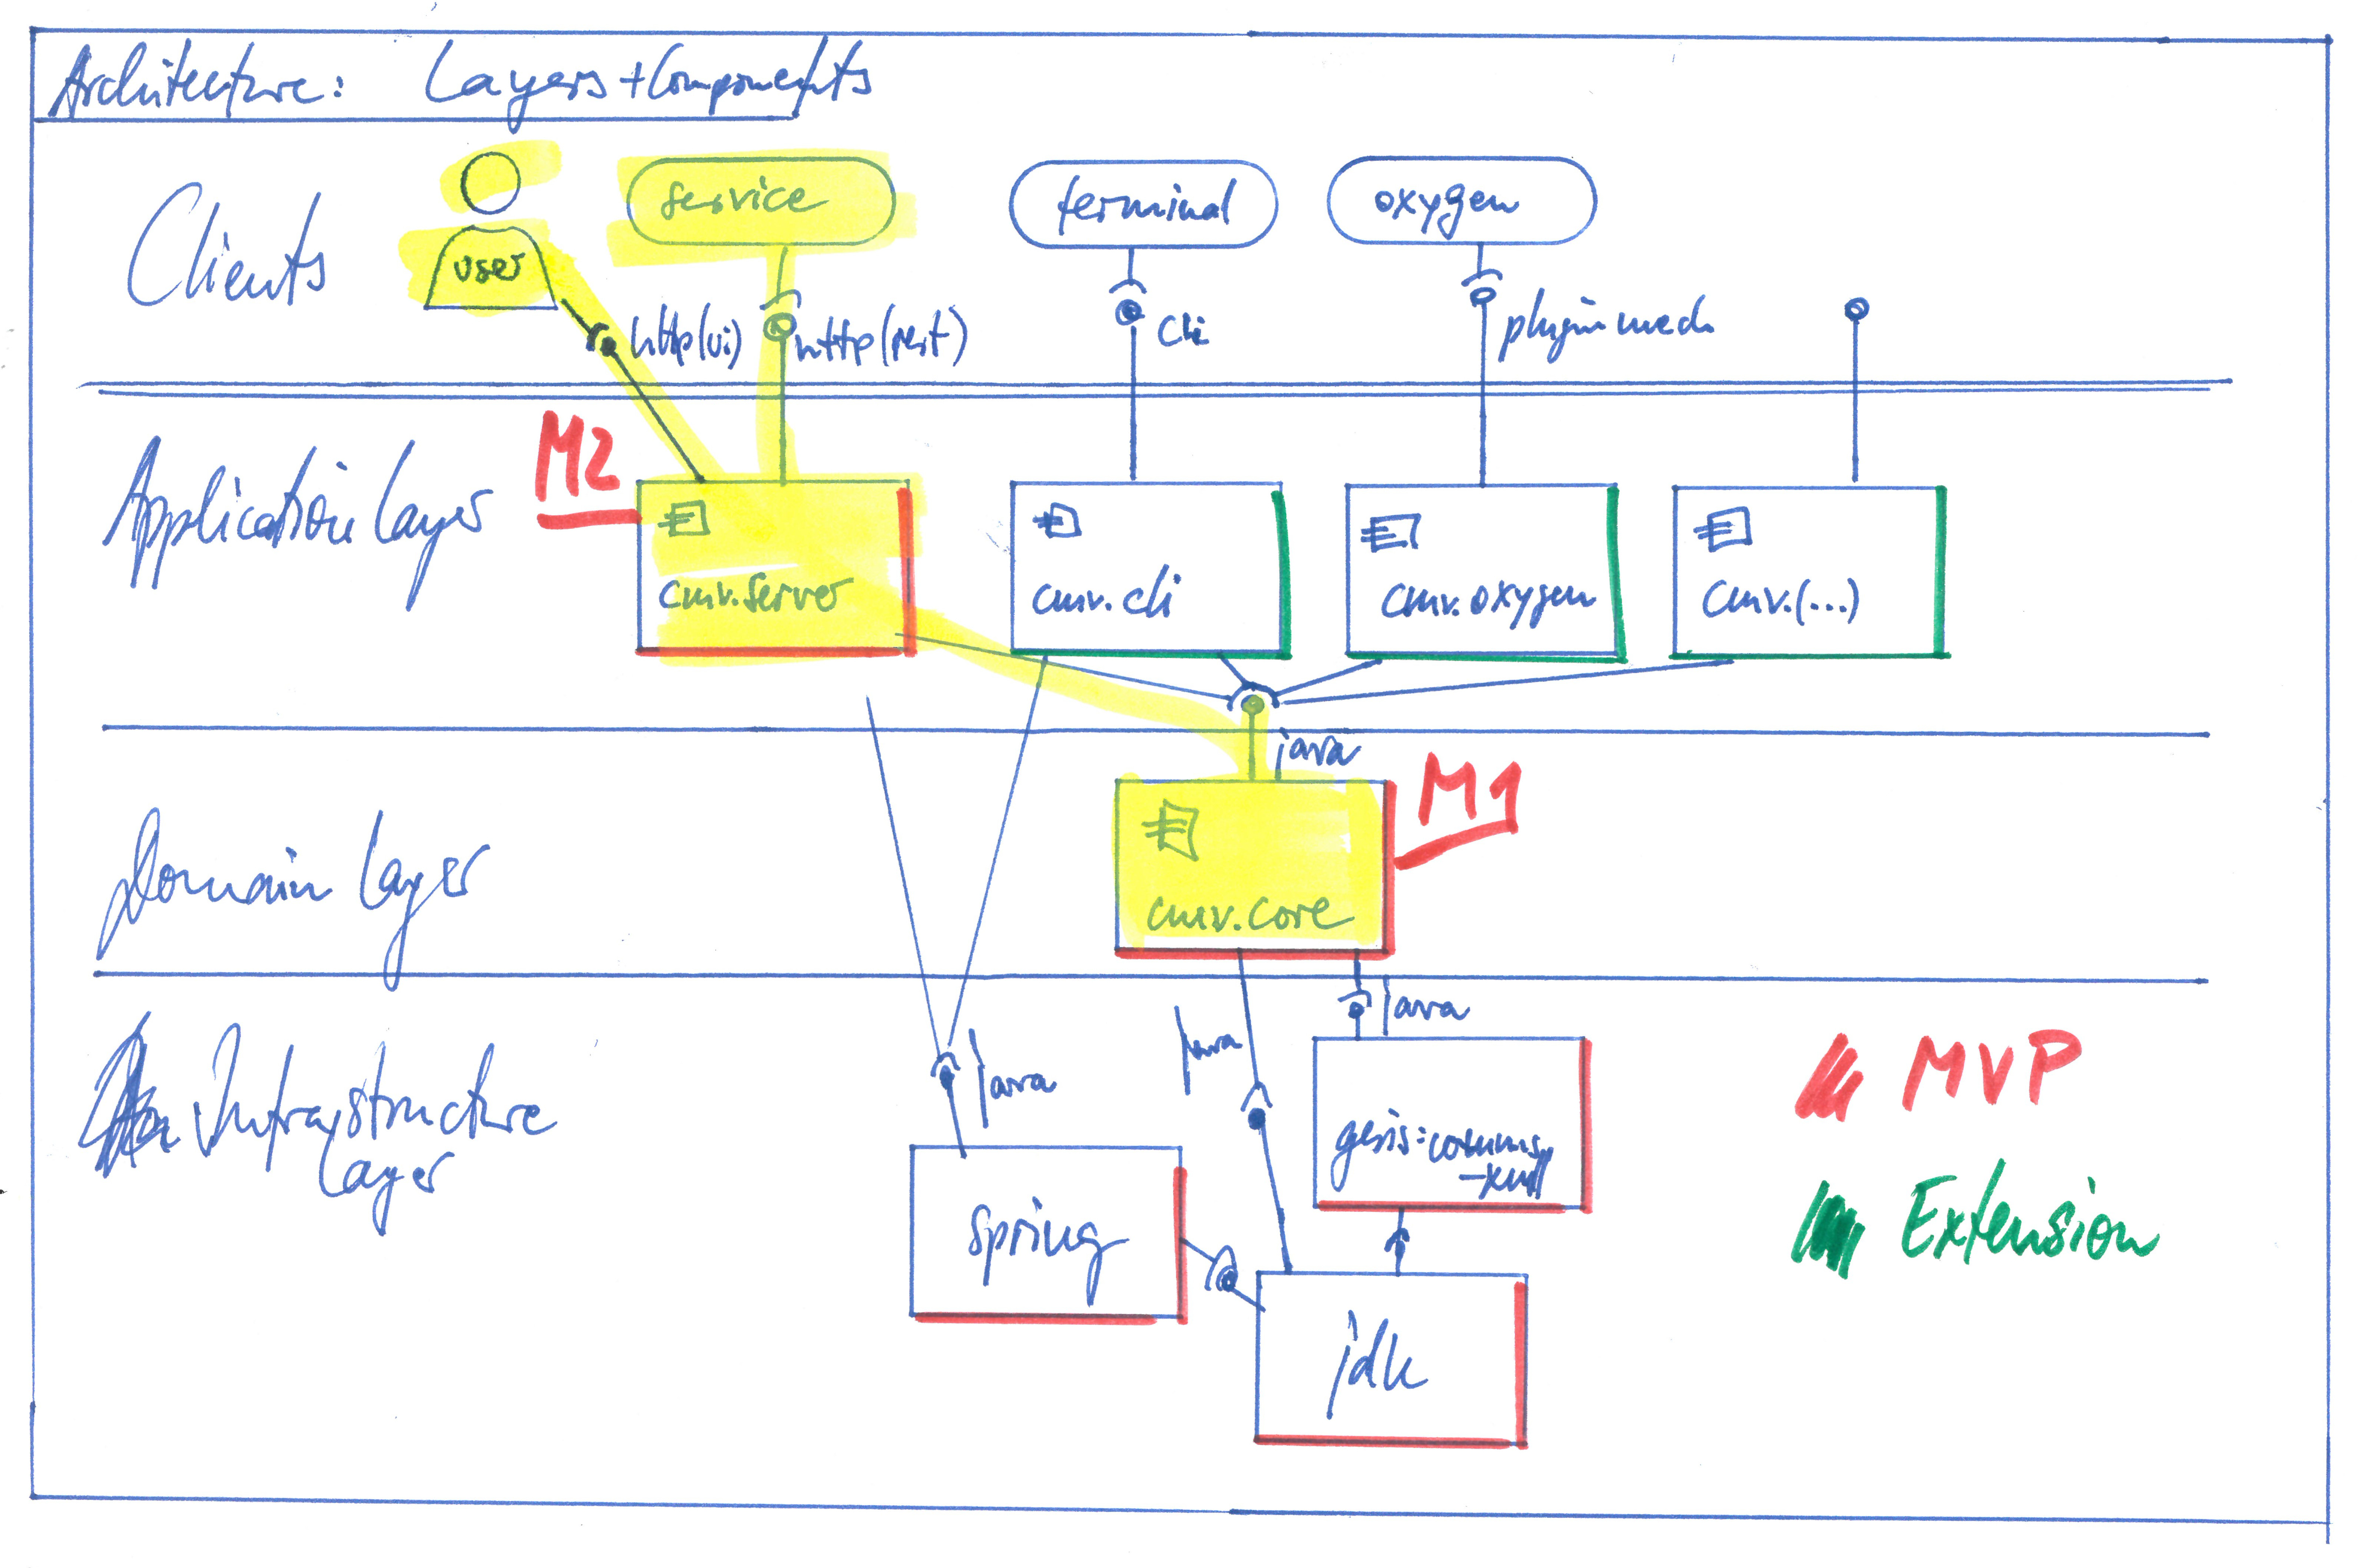 Architecture: Layers + Components
Clients
user
service
terminal
oxygen
http(ui)
http(rest)
cli
plugin mech.
Application Layer
M2
cmv.server
cmv.cli
cmv.oxygen
cmv.(...)
java
Domain Layer
M1
cmv.core
Infrastructure
Layer
java
java
java
gesis:commons
-xml
spring
jdk
MVP
Extension